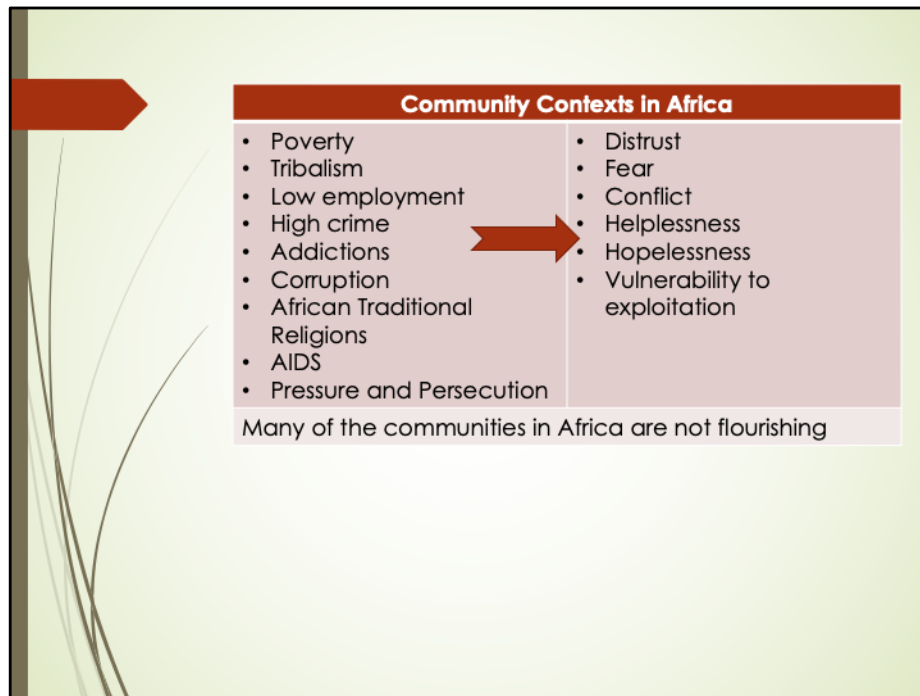 Community Contexts in Africa
• Poverty
• Tribalism
• Low employment
• High crime
• Addictions
• Corruption
• African Traditional
Religions
• AIDS
• Pressure and Persecution
• Distrust
• Fear
• Conflict
• Helplessness
• Hopelessness
• Vulnerability to
exploitation
Many of the communities in Africa are not flourishing